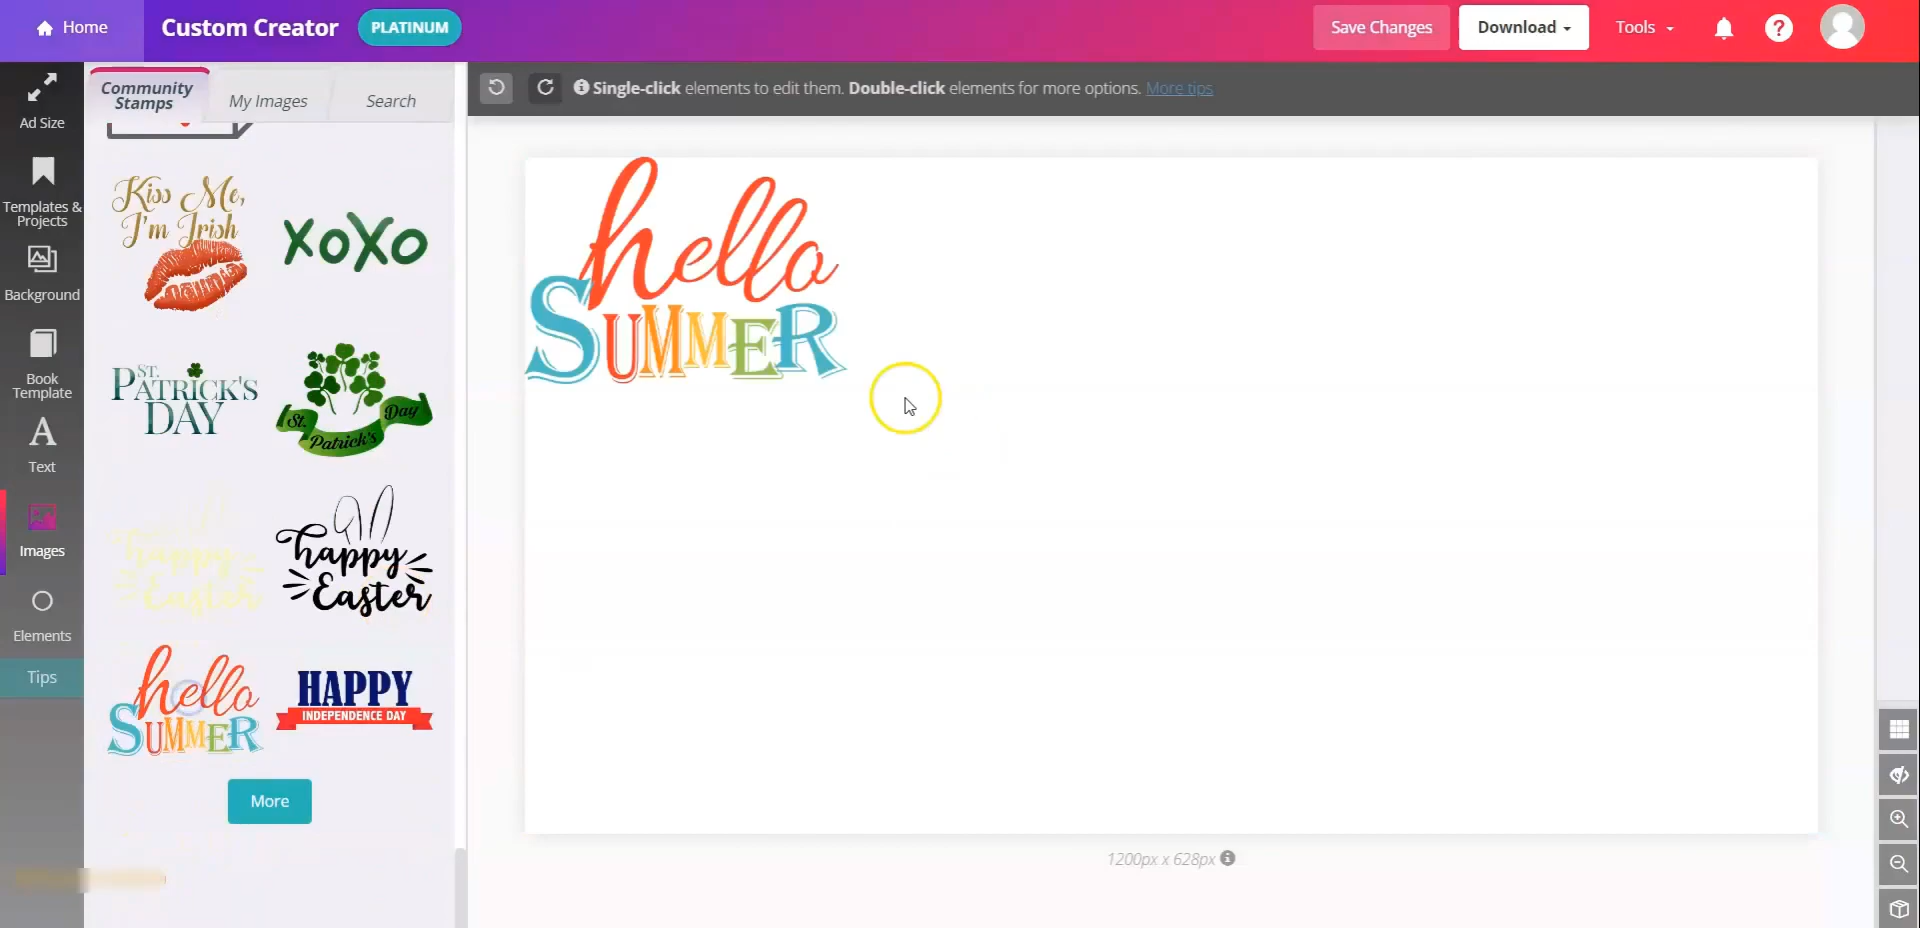 Home
Custom Creator
PLATINUM
Save Changes
Download
Tools
Ad Size
Templates &
Projects
Background
Book
Template
Text
Images
Elements
Tips
Community
Stamps
My Images
Search
Single-click elements to edit them. Double-click elements for more options. More tips
Kiss Me,
I'm Irish
XOXO
ST.
PATRICK'S
DAY
St. Patrick's Day
happy
Easter
happy
Easter
hello
SUMMER
HAPPY
INDEPENDENCE DAY
More
hello
SUMMER
1200px x 628px